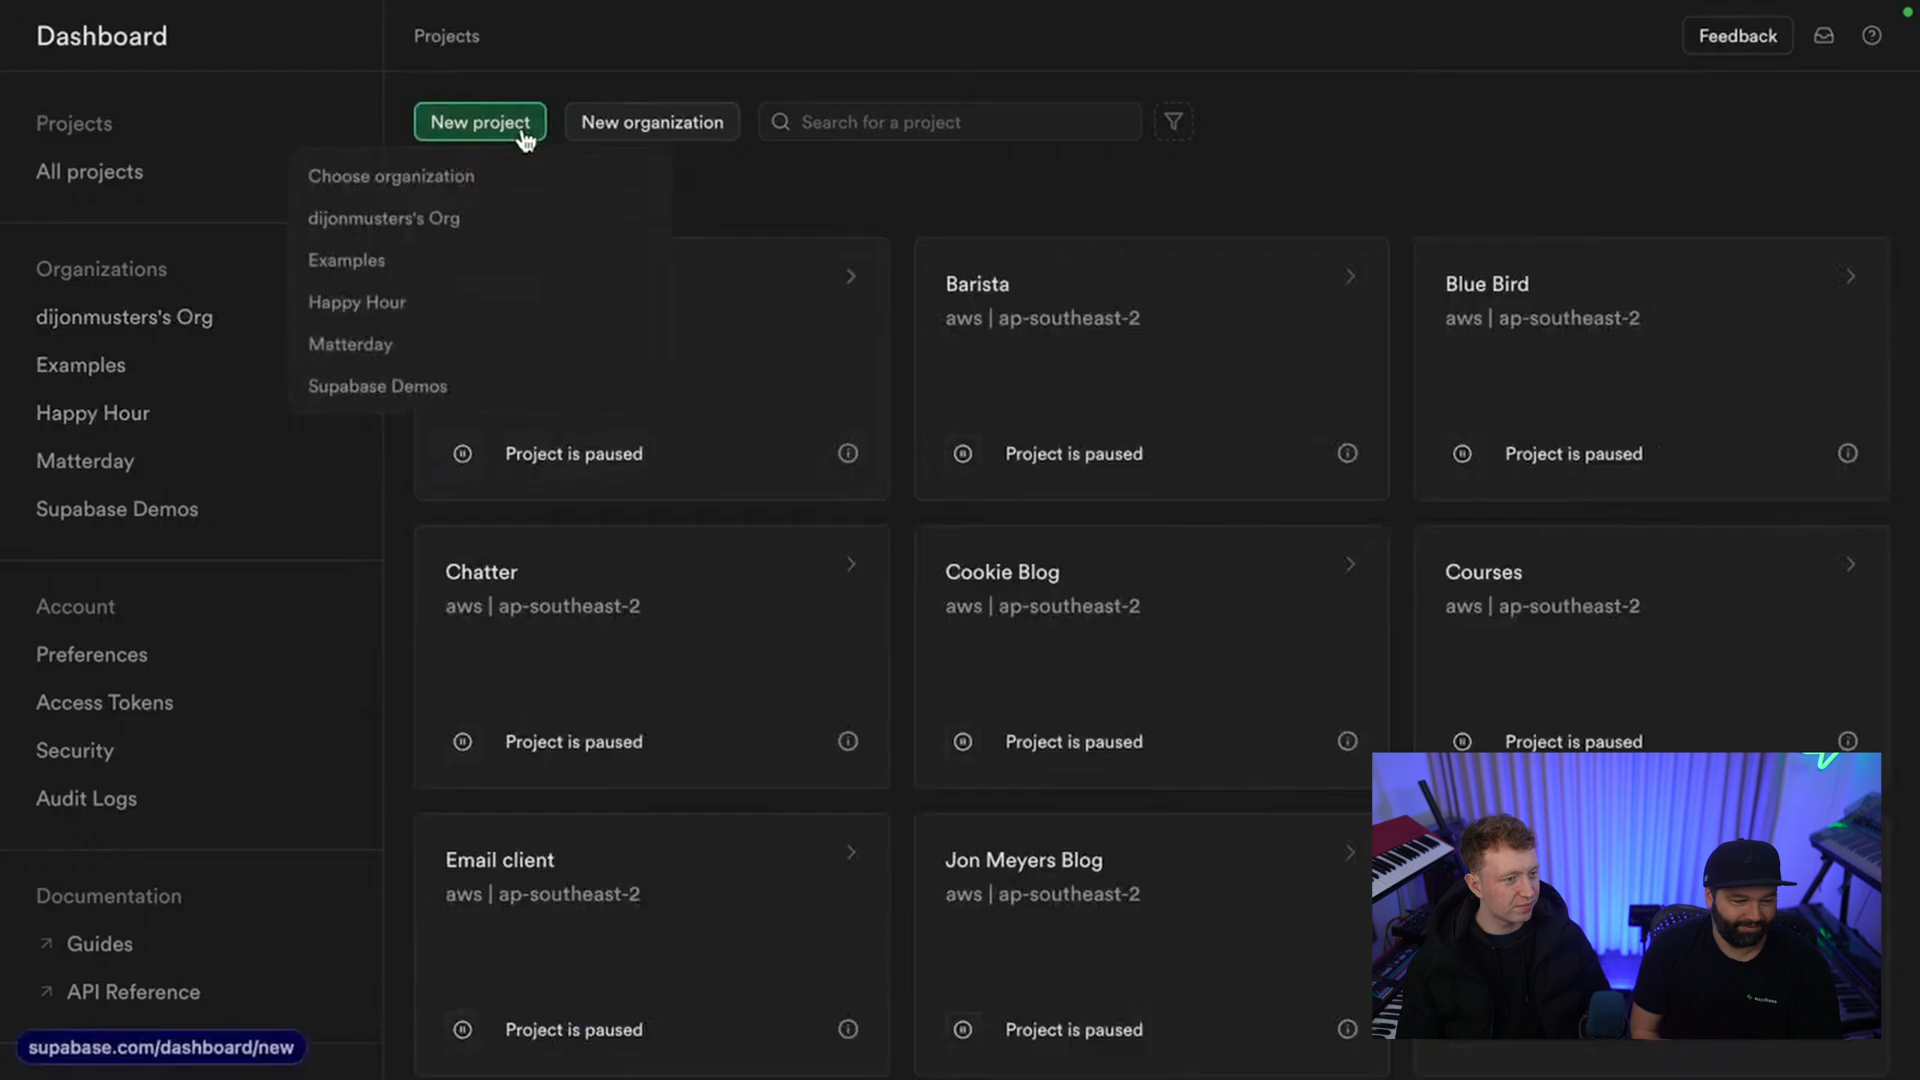 Dashboard
Projects
Feedback
Projects
All projects
Organizations
dijonmusters's Org
Examples
Happy Hour
Matterday
Supabase Demos
Account
Preferences
Access Tokens
Security
Audit Logs
Documentation
Guides
API Reference
supabase.com/dashboard/new
New project
New organization
Search for a project
Choose organization
dijonmusters's Org
Examples
Happy Hour
Matterday
Supabase Demos
Project is paused
Barista
aws | ap-southeast-2
Project is paused
Blue Bird
aws | ap-southeast-2
Project is paused
Chatter
aws | ap-southeast-2
Project is paused
Cookie Blog
aws | ap-southeast-2
Project is paused
Courses
aws | ap-southeast-2
Project is paused
Email client
aws | ap-southeast-2
Project is paused
Jon Meyers Blog
aws | ap-southeast-2
Project is paused
supabase